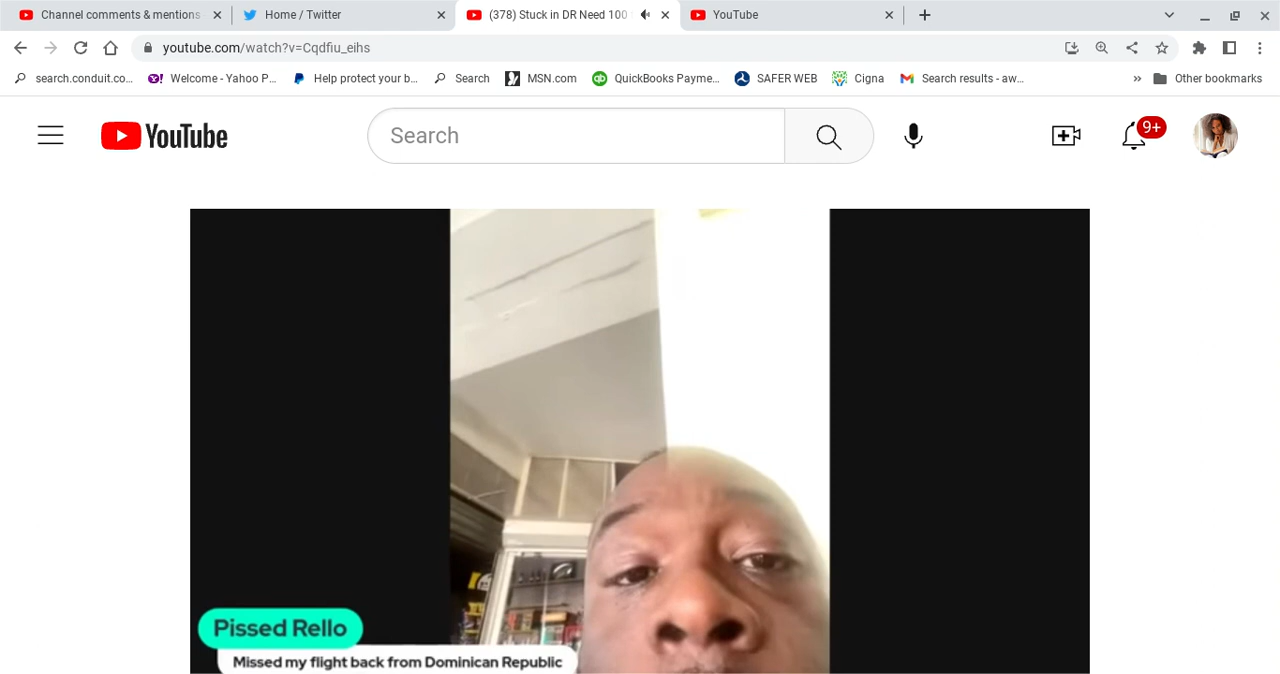 Channel comments & mentions
Home / Twitter
(378) Stuck in DR Need 100
YouTube
youtube.com/watch?v=Cqdfiu_eihs
search.conduit.co...
Welcome - Yahoo P...
Help protect your b...
Search
MSN.com
QuickBooks Payme...
SAFER WEB
Cigna
Search results - aw...
»
Other bookmarks
YouTube
Search
9+
Pissed Rello
Missed my flight back from Dominican Republic